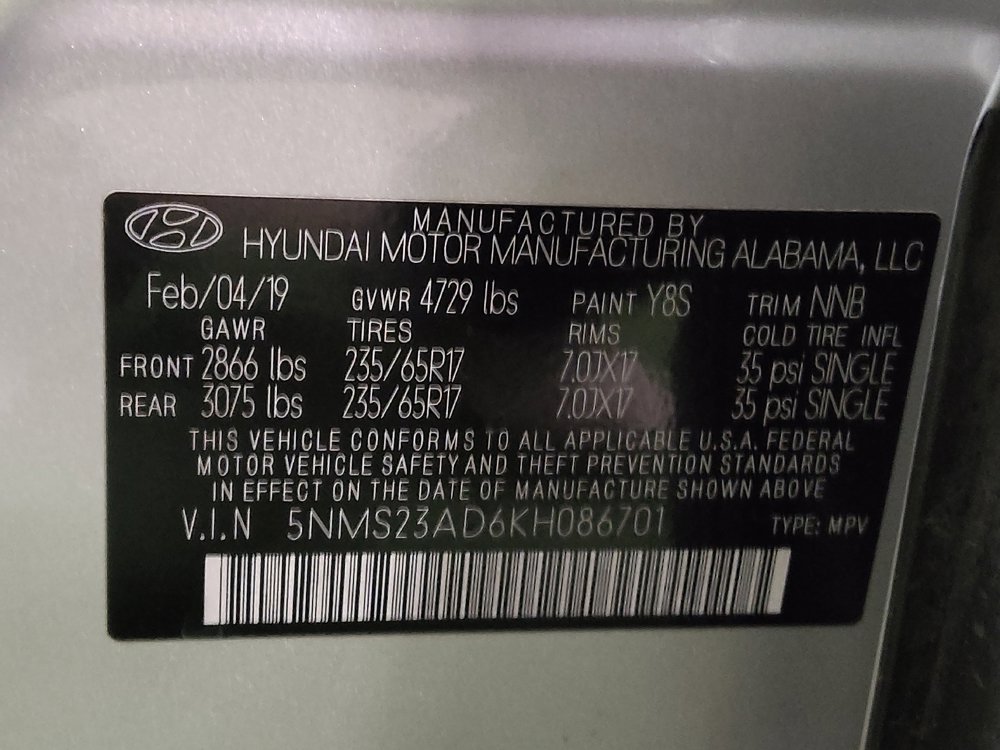 MANUFACTURED BY
HYUNDAI MOTOR MANUFACTURING ALABAMA, LLC
Feb/04/19 GVWR 4729 lbs PAINT Y8S TRIM NNB
GAWR TIRES RIMS COLD TIRE INFL
FRONT 2866 lbs 235/65R17 7.0JX17 35 psi SINGLE
REAR 3075 lbs 235/65R17 7.0JX17 35 psi SINGLE
THIS VEHICLE CONFORMS TO ALL APPLICABLE U.S.A. FEDERAL
MOTOR VEHICLE SAFETY AND THEFT PREVENTION STANDARDS
IN EFFECT ON THE DATE OF MANUFACTURE SHOWN ABOVE
V.I.N 5NMS23AD6KH086701 TYPE: MPV